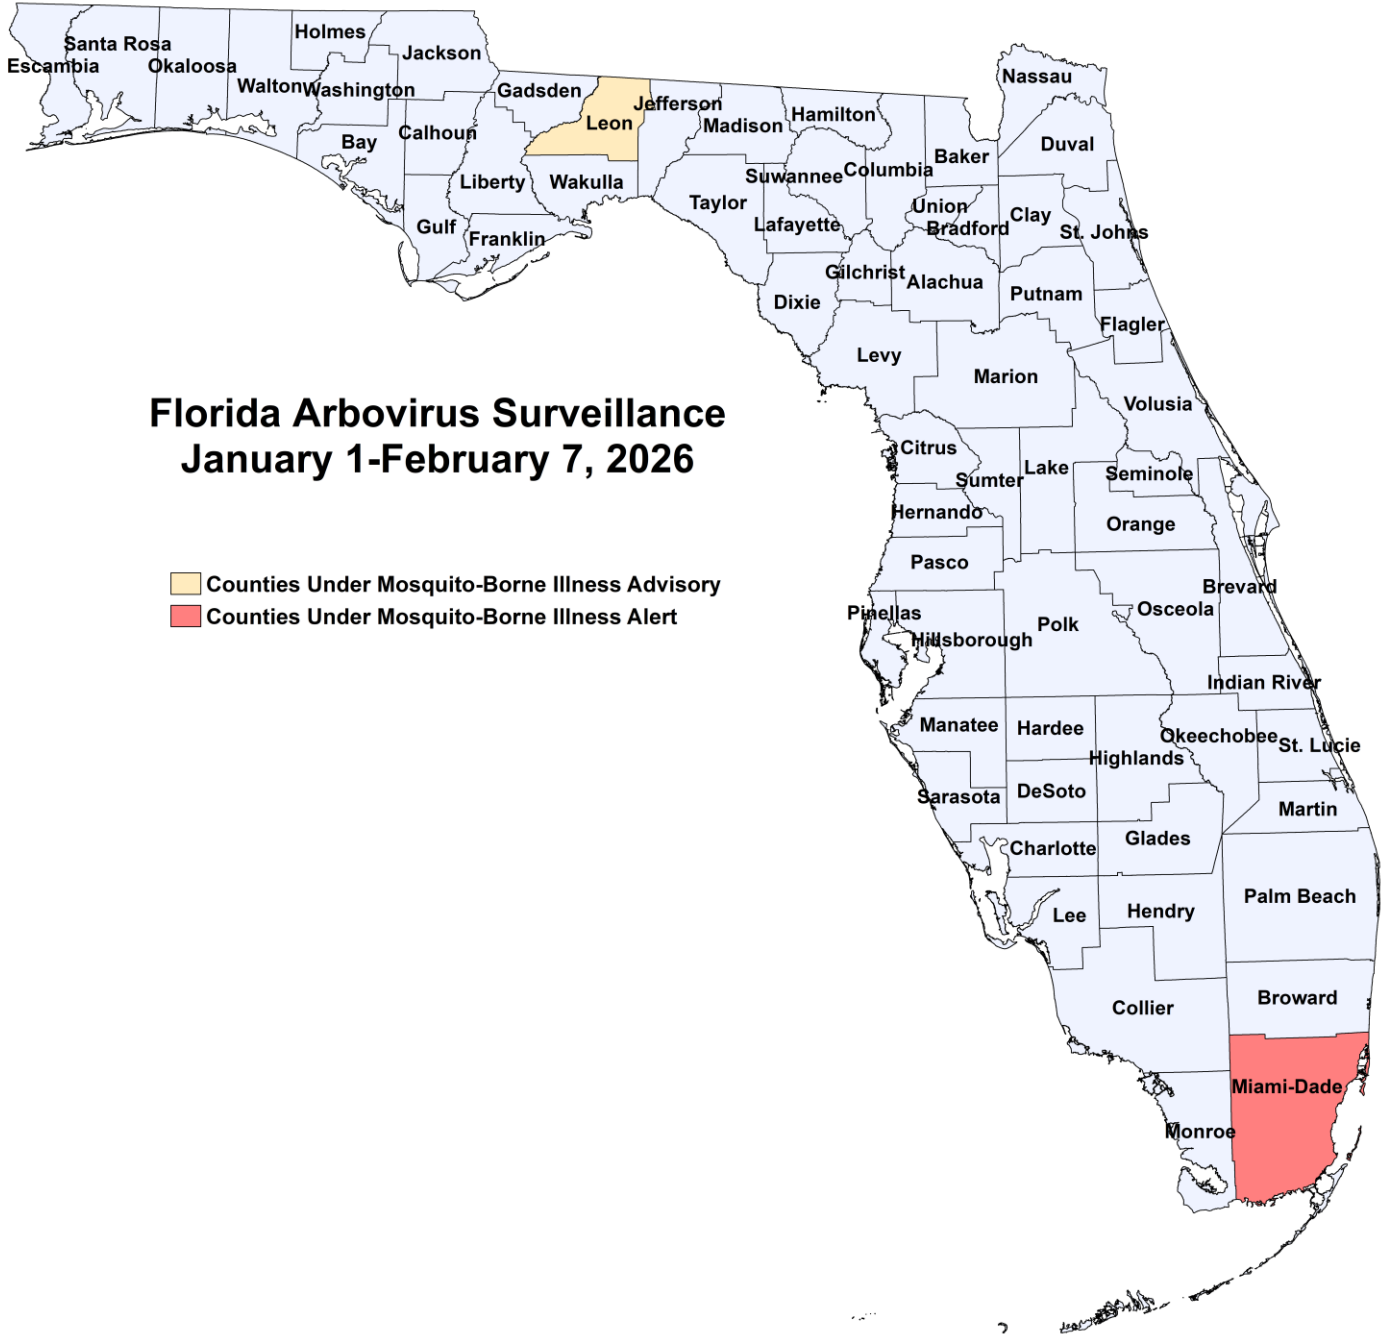 Holmes
Santa Rosa
Jackson
Escambia
Okaloosa
Nassau
Walton
Washington
Gadsden
Jefferson
Hamilton
Leon
Madison
Calhoun
Bay
Duval
Baker
Columbia
Suwannee
Liberty
Wakulla
Taylor
Union
Clay
Lafayette
Gulf
Bradford
St. Johns
Franklin
Gilchrist
Alachua
Putnam
Dixie
Flagler
Levy
Marion
Florida Arbovirus Surveillance
January 1-February 7, 2026
Volusia
Citrus
Lake
Sumter
Seminole
Hernando
Orange
Pasco
Counties Under Mosquito-Borne Illness Advisory
Brevard
Counties Under Mosquito-Borne Illness Alert
Pinellas
Osceola
Polk
Hillsborough
Indian River
Manatee
Hardee
Okeechobee
St. Lucie
Highlands
Sarasota
DeSoto
Martin
Charlotte
Glades
Palm Beach
Lee
Hendry
Broward
Collier
Miami-Dade
Monroe